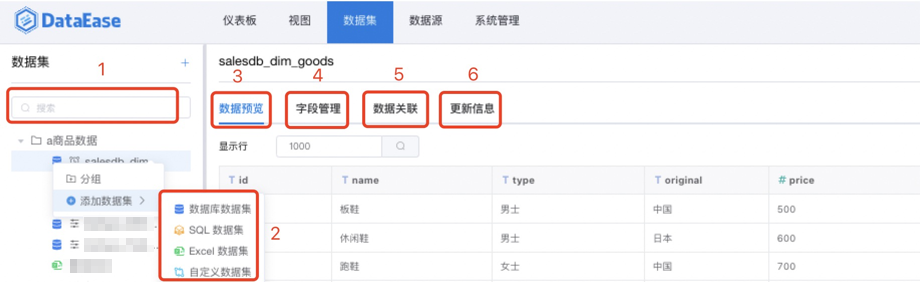 DataEase 仪表板 视图 数据集 数据源 系统管理
数据集 +
1
搜索
a商品数据
salesdb_dim
分组
添加数据集
数据库数据集
SQL 数据集
Excel 数据集
自定义数据集
2
salesdb_dim_goods
3 4 5 6
数据预览 字段管理 数据关联 更新信息
显示行 1000
T id T name T type T original # price
板鞋 男士 中国 500
休闲鞋 男士 日本 600
跑鞋 女士 中国 700